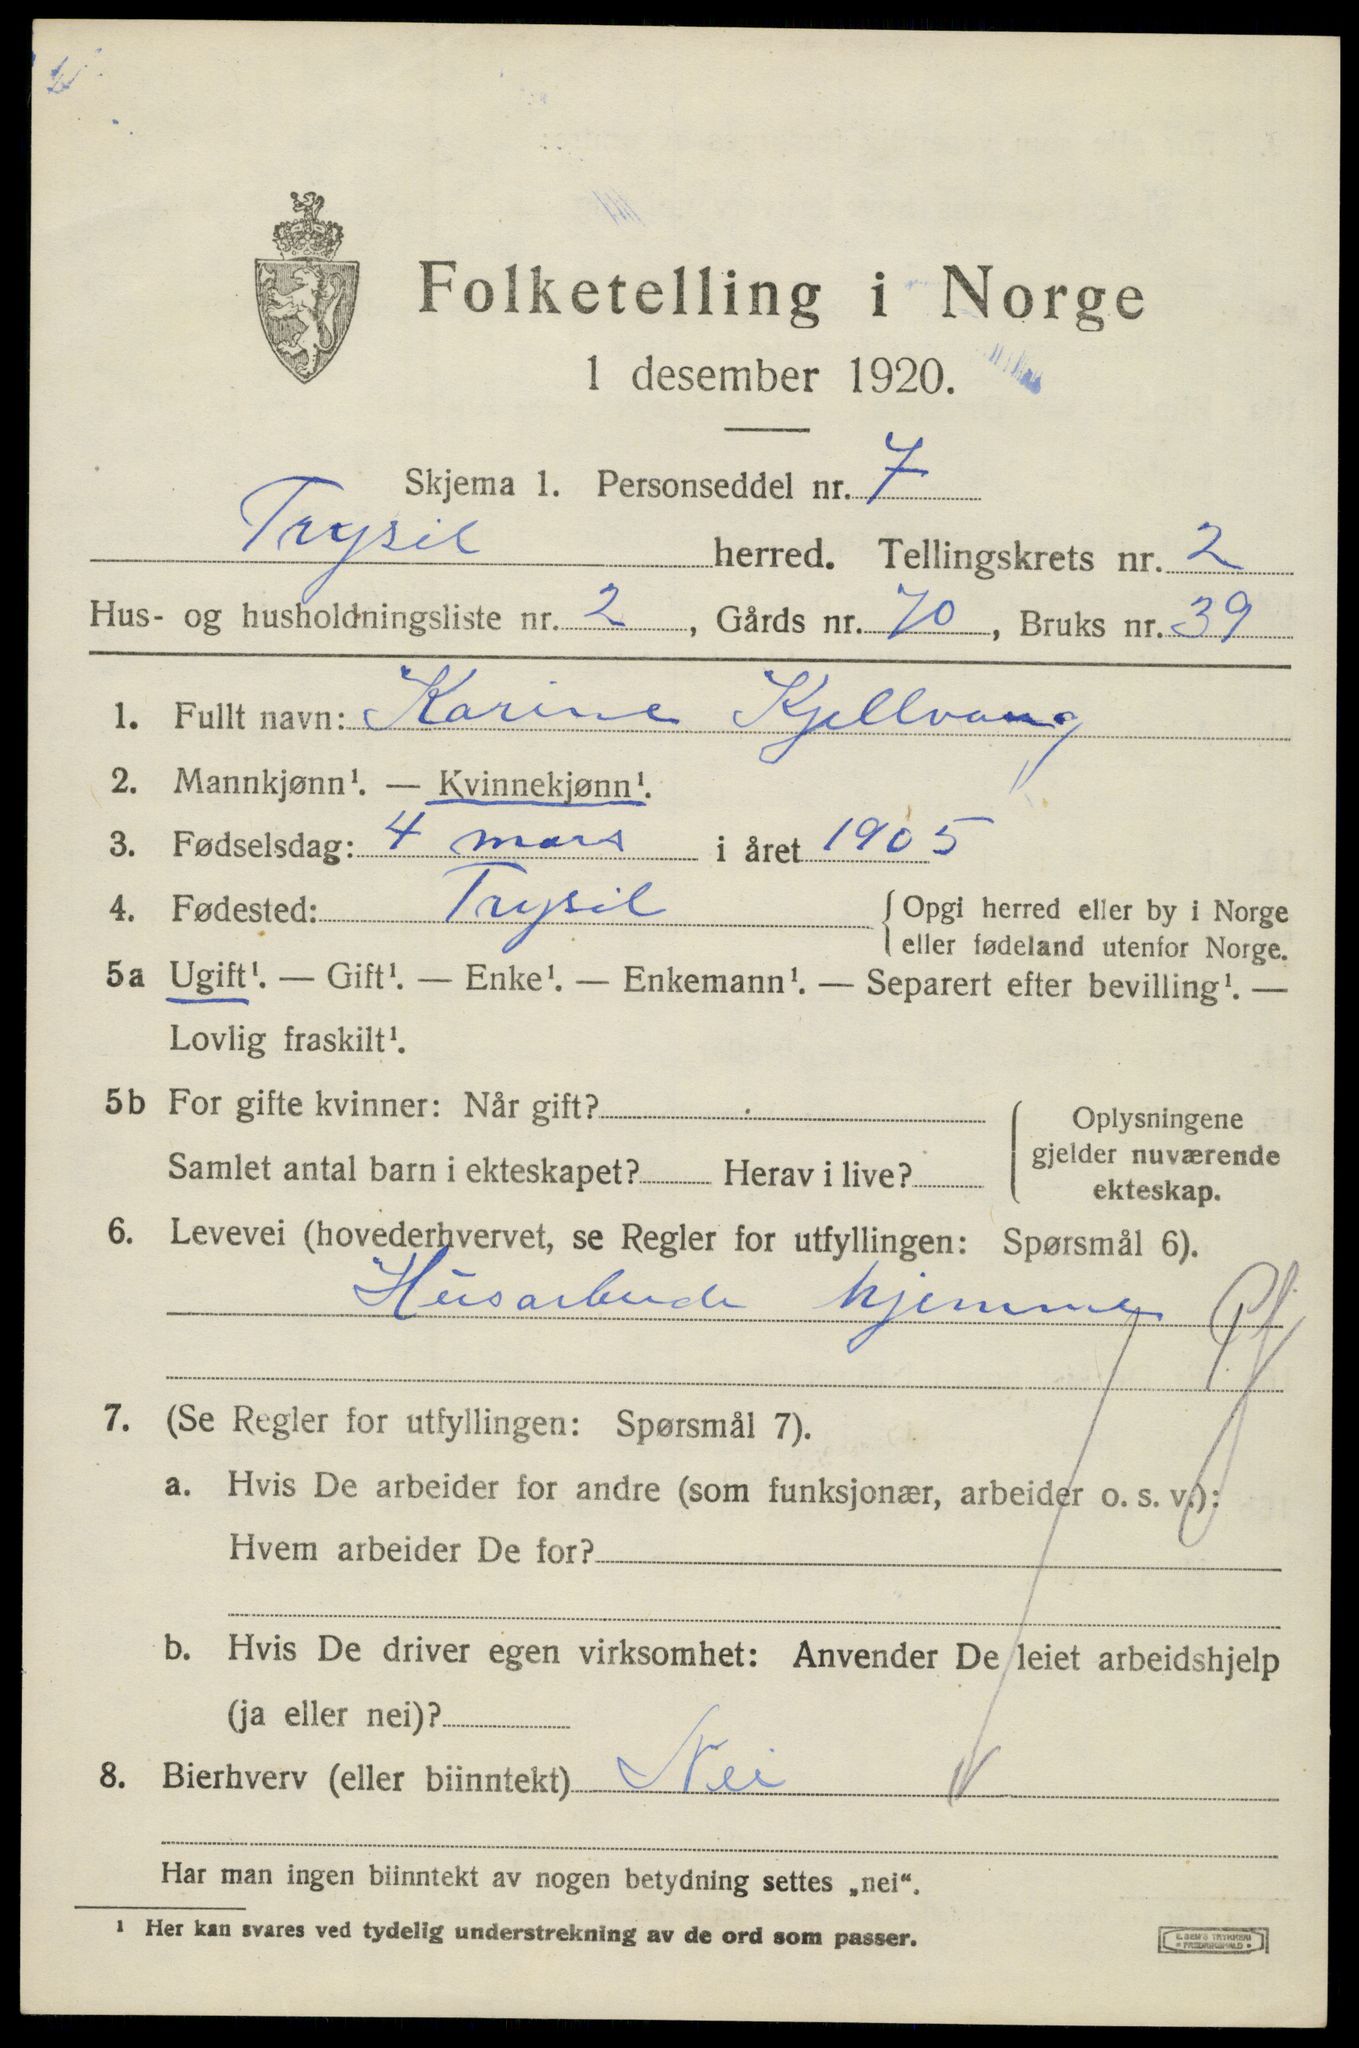 Folketelling i Norge
1 desember 1920.
Skjema 1. Personseddel nr. 7
Trysil herred. Tellingskrets nr. 2
Hus- og husholdningsliste nr. 2, Gårds nr. 70, Bruks nr. 39
1. Fullt navn: Karine Kjellvang
2. Mannkjønn¹. — Kvinnekjønn¹.
3. Fødselsdag: 4 mars i året 1905
4. Fødested: Trysil {Opgi herred eller by i Norge
eller fødeland utenfor Norge.
5a Ugift¹. — Gift¹. — Enke¹. — Enkemann¹. — Separert efter bevilling¹. —
Lovlig fraskilt¹.
5b For gifte kvinner: Når gift?
Samlet antal barn i ekteskapet? Herav i live?
Oplysningene
gjelder nuværende
ekteskap.
6. Levevei (hovederhvervet, se Regler for utfyllingen: Spørsmål 6).
Husarbeide hjemme
7. (Se Regler for utfyllingen: Spørsmål 7).
a. Hvis De arbeider for andre (som funksjonær, arbeider o. s. v.):
Hvem arbeider De for?
b. Hvis De driver egen virksomhet: Anvender De leiet arbeidshjelp
(ja eller nei)?
8. Bierhverv (eller biinntekt) Nei
Har man ingen biinntekt av nogen betydning settes „nei“.
¹ Her kan svares ved tydelig understrekning av de ord som passer.